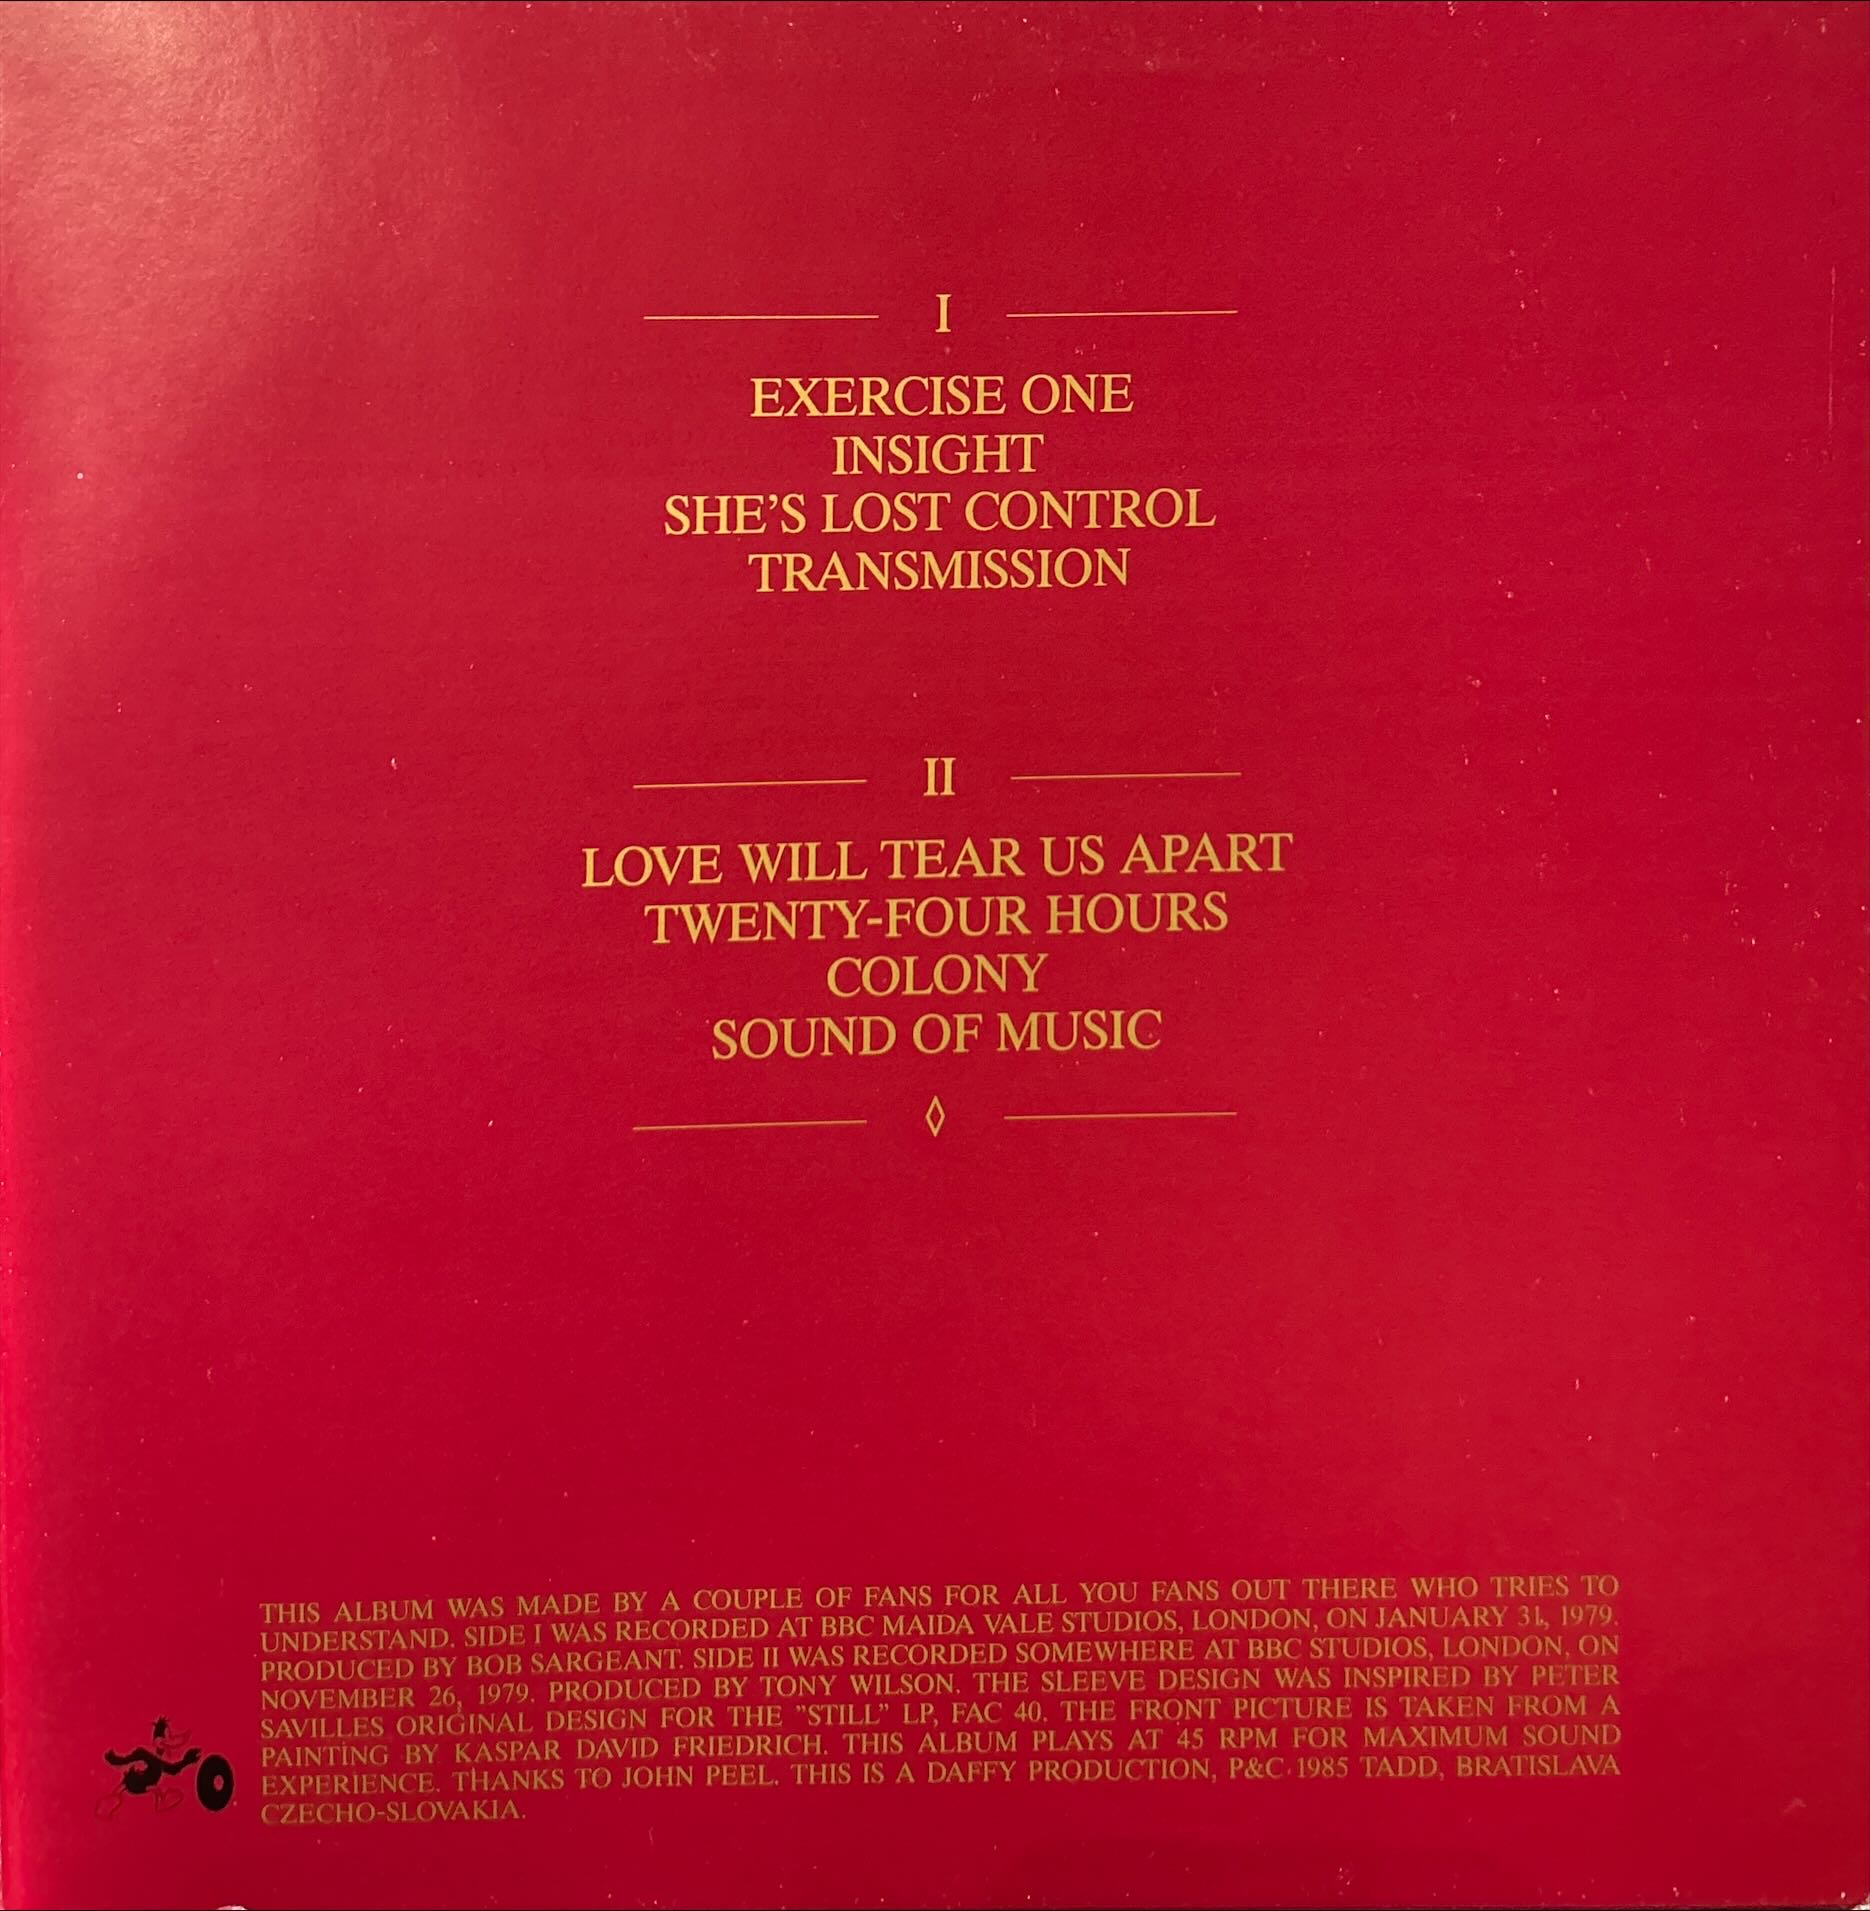 I
EXERCISE ONE
INSIGHT
SHE'S LOST CONTROL
TRANSMISSION
II
LOVE WILL TEAR US APART
TWENTY-FOUR HOURS
COLONY
SOUND OF MUSIC
THIS ALBUM WAS MADE BY A COUPLE OF FANS FOR ALL YOU FANS OUT THERE WHO TRIES TO
UNDERSTAND. SIDE I WAS RECORDED AT BBC MAIDA VALE STUDIOS, LONDON, ON JANUARY 31, 1979.
PRODUCED BY BOB SARGEANT. SIDE II WAS RECORDED SOMEWHERE AT BBC STUDIOS, LONDON, ON
NOVEMBER 26, 1979. PRODUCED BY TONY WILSON. THE SLEEVE DESIGN WAS INSPIRED BY PETER
SAVILLES ORIGINAL DESIGN FOR THE ”STILL” LP, FAC 40. THE FRONT PICTURE IS TAKEN FROM A
PAINTING BY KASPAR DAVID FRIEDRICH. THIS ALBUM PLAYS AT 45 RPM FOR MAXIMUM SOUND
EXPERIENCE. THANKS TO JOHN PEEL. THIS IS A DAFFY PRODUCTION, P&C 1985 TADD, BRATISLAVA
CZECHO-SLOVAKIA.